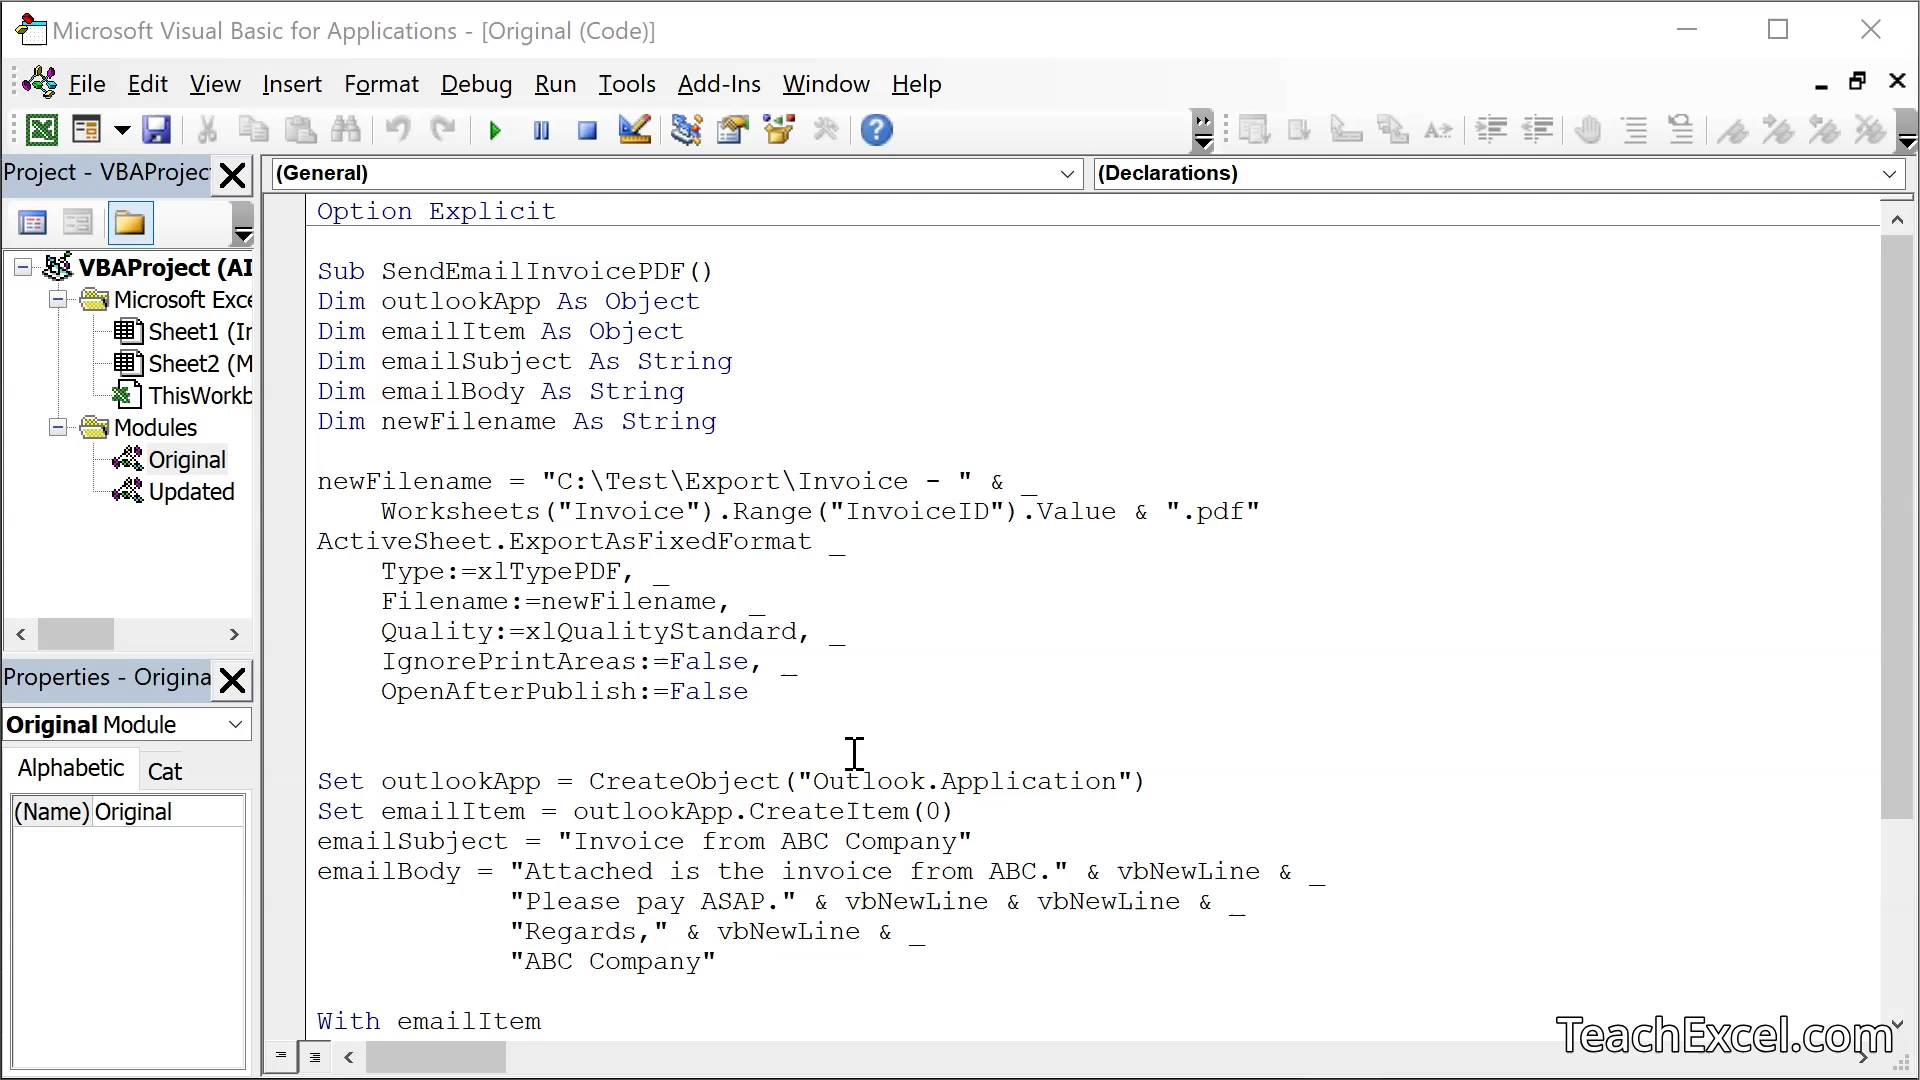 Microsoft Visual Basic for Applications - [Original (Code)]
File Edit View Insert Format Debug Run Tools Add-Ins Window Help
Project - VBAProjec
(General)
(Declarations)
VBAProject (AI
Microsoft Exce
Sheet1 (Ir
Sheet2 (M
ThisWorkb
Modules
Original
Updated
Properties - Origina
Original Module
Alphabetic Cat
(Name) Original
Option Explicit
Sub SendEmailInvoicePDF()
Dim outlookApp As Object
Dim emailItem As Object
Dim emailSubject As String
Dim emailBody As String
Dim newFilename As String
newFilename = "C:\Test\Export\Invoice - " & _
Worksheets("Invoice").Range("InvoiceID").Value & ".pdf"
ActiveSheet.ExportAsFixedFormat _
Type:=xlTypePDF, _
Filename:=newFilename, _
Quality:=xlQualityStandard, _
IgnorePrintAreas:=False, _
OpenAfterPublish:=False
Set outlookApp = CreateObject("Outlook.Application")
Set emailItem = outlookApp.CreateItem(0)
emailSubject = "Invoice from ABC Company"
emailBody = "Attached is the invoice from ABC." & vbNewLine & _
"Please pay ASAP." & vbNewLine & vbNewLine & _
"Regards," & vbNewLine & _
"ABC Company"
With emailItem
TeachExcel.com